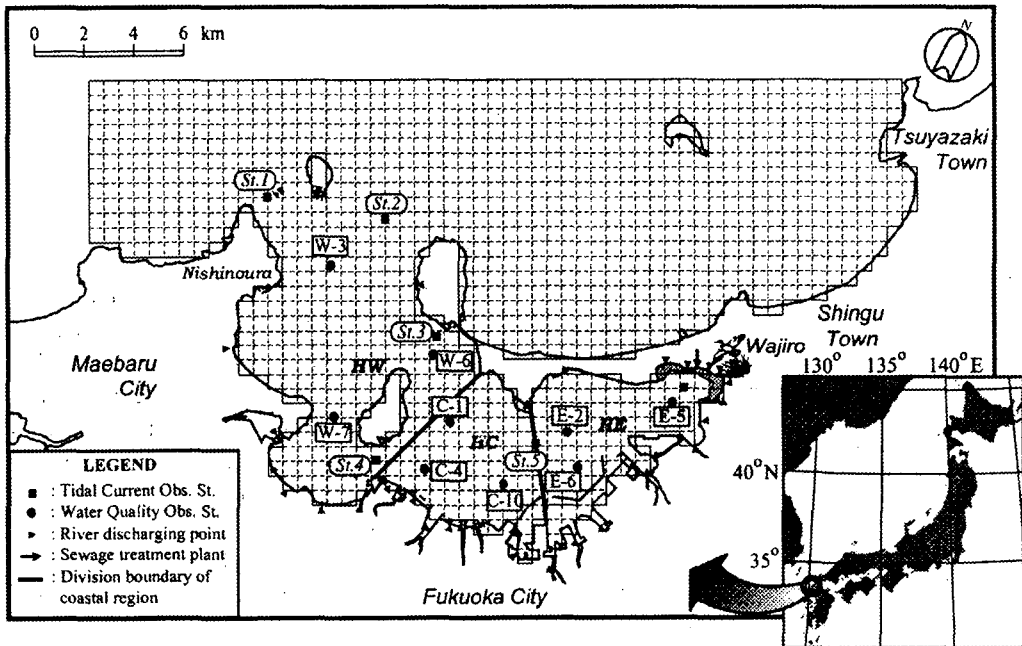 0 2 4 6 km
N
Tsuyazaki
Town
St.1
St.2
W-3
Nishinoura
Shingu
Town
St.3
Wajiro
Maebaru
City
HW
W-6
130° 135° 140°E
C-1
E-2
HE
E-5
W-7
HC
St.4
C-4
St.5
E-6
C-10
40°N
35°
LEGEND
: Tidal Current Obs. St.
: Water Quality Obs. St.
: River discharging point
: Sewage treatment plant
: Division boundary of
coastal region
Fukuoka City